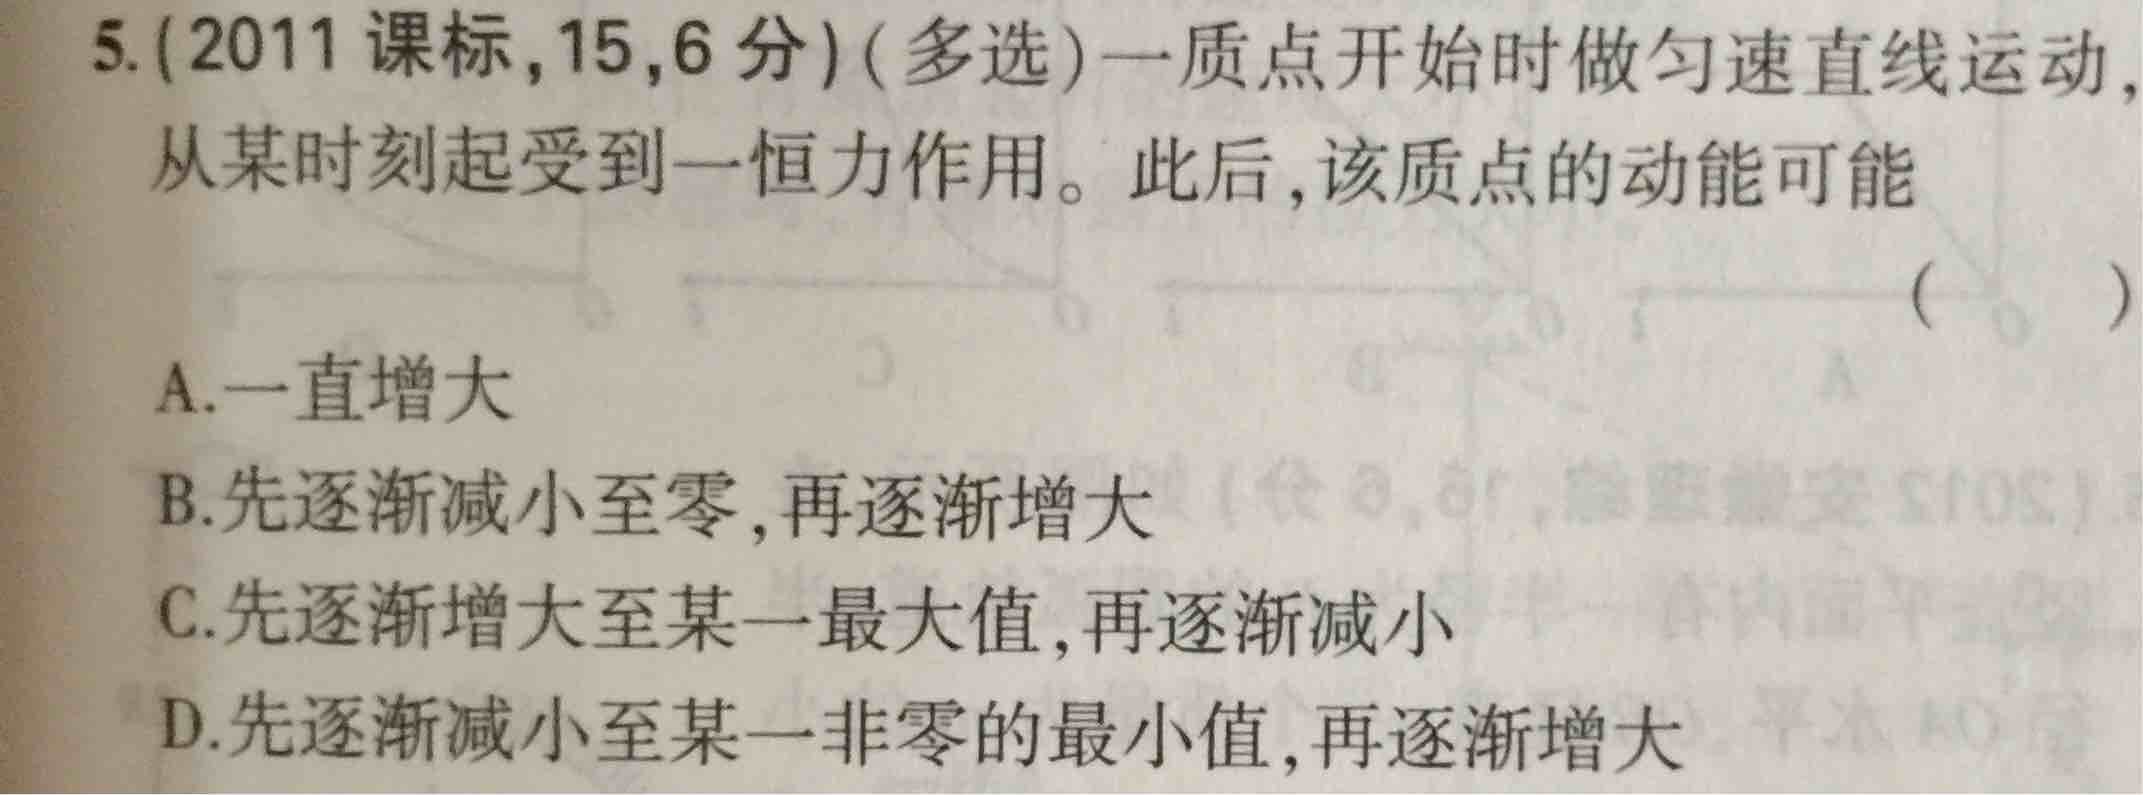 5.(2011 课标,15,6 分)(多选)一质点开始时做匀速直线运动,
从某时刻起受到一恒力作用。此后,该质点的动能可能
(　　)
A.一直增大
B.先逐渐减小至零,再逐渐增大
C.先逐渐增大至某一最大值,再逐渐减小
D.先逐渐减小至某一非零的最小值,再逐渐增大